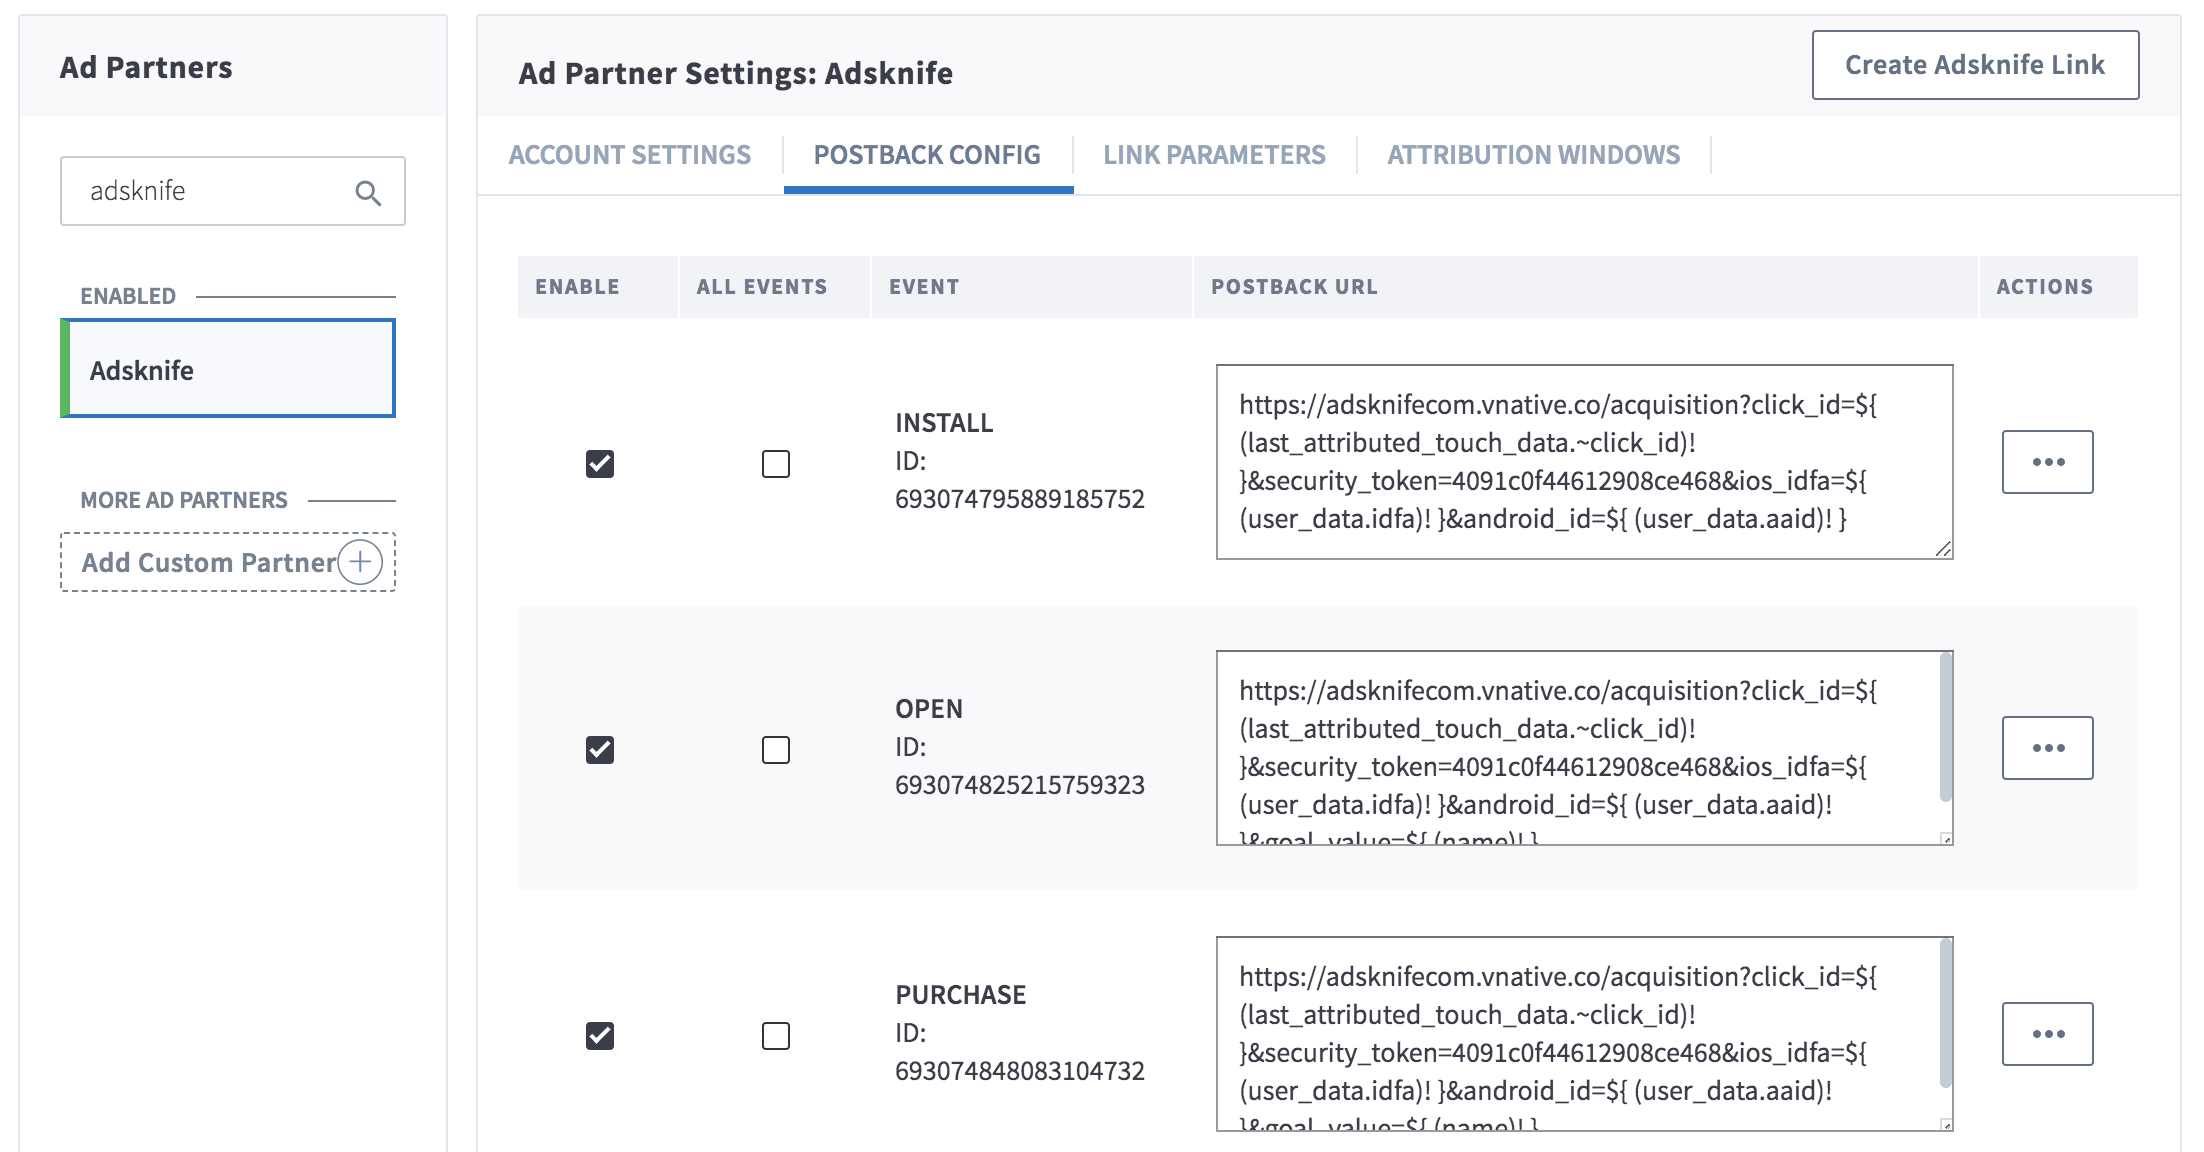 Ad Partners
adsknife
ENABLED
Adsknife
MORE AD PARTNERS
Add Custom Partner
Ad Partner Settings: Adsknife
Create Adsknife Link
ACCOUNT SETTINGS
POSTBACK CONFIG
LINK PARAMETERS
ATTRIBUTION WINDOWS
ENABLE
ALL EVENTS
EVENT
POSTBACK URL
ACTIONS
INSTALL
ID:
693074795889185752
https://adsknifecom.vnative.co/acquisition?click_id=${
(last_attributed_touch_data.~click_id)!
}&security_token=4091c0f44612908ce468&ios_idfa=${
(user_data.idfa)! }&android_id=${ (user_data.aaid)! }
OPEN
ID:
693074825215759323
https://adsknifecom.vnative.co/acquisition?click_id=${
(last_attributed_touch_data.~click_id)!
}&security_token=4091c0f44612908ce468&ios_idfa=${
(user_data.idfa)! }&android_id=${ (user_data.aaid)!
}&goal_value=${ (name)! }
PURCHASE
ID:
693074848083104732
https://adsknifecom.vnative.co/acquisition?click_id=${
(last_attributed_touch_data.~click_id)!
}&security_token=4091c0f44612908ce468&ios_idfa=${
(user_data.idfa)! }&android_id=${ (user_data.aaid)!
}&goal_value=${ (name)! }